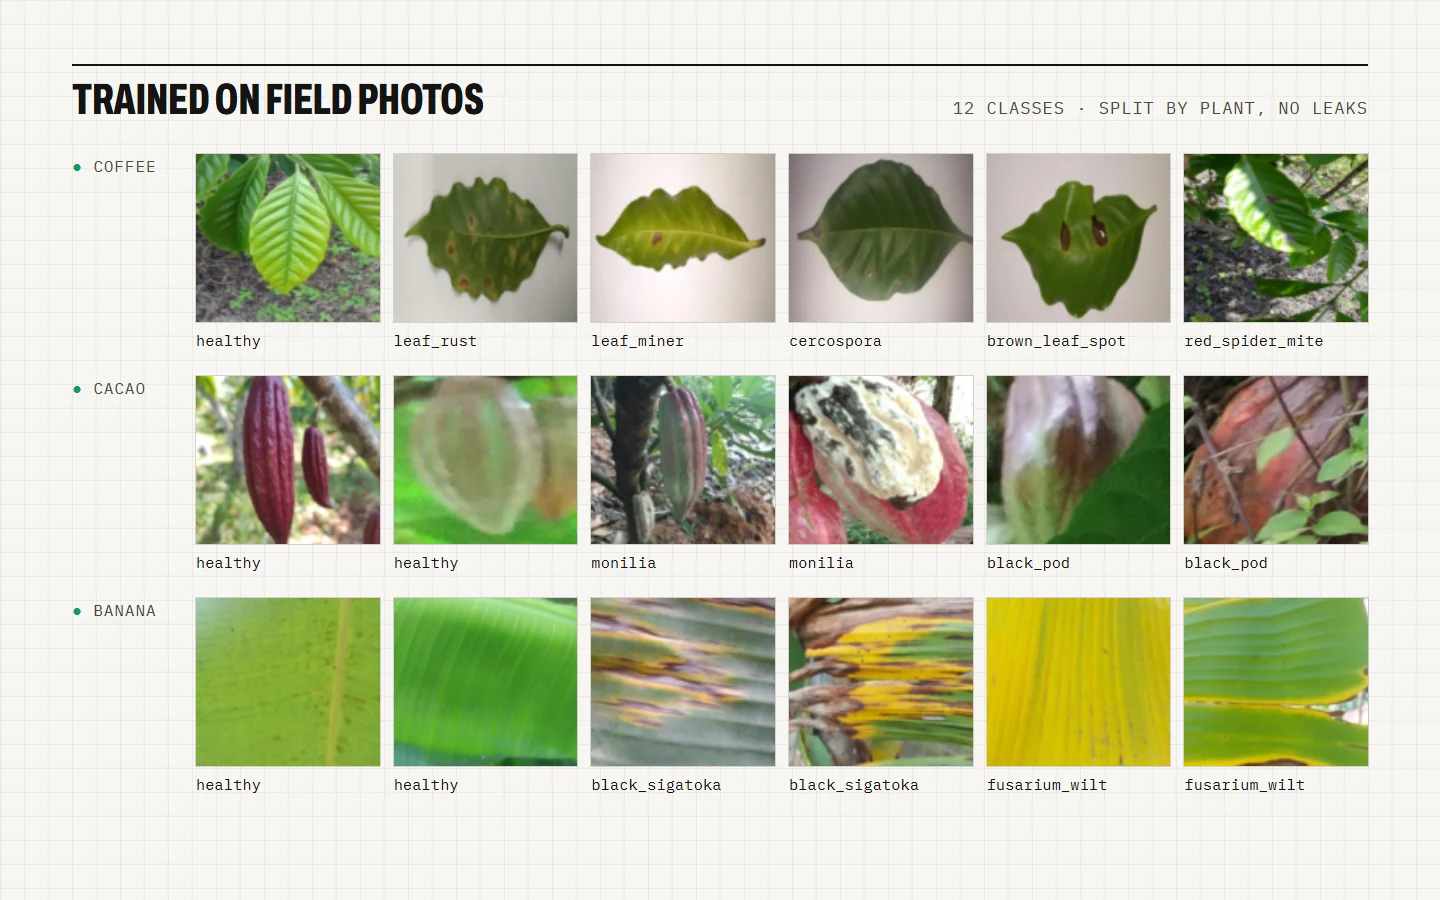 TRAINED ON FIELD PHOTOS
12 CLASSES · SPLIT BY PLANT, NO LEAKS
• COFFEE
healthy
leaf_rust
leaf_miner
cercospora
brown_leaf_spot
red_spider_mite
• CACAO
healthy
healthy
monilia
monilia
black_pod
black_pod
• BANANA
healthy
healthy
black_sigatoka
black_sigatoka
fusarium_wilt
fusarium_wilt